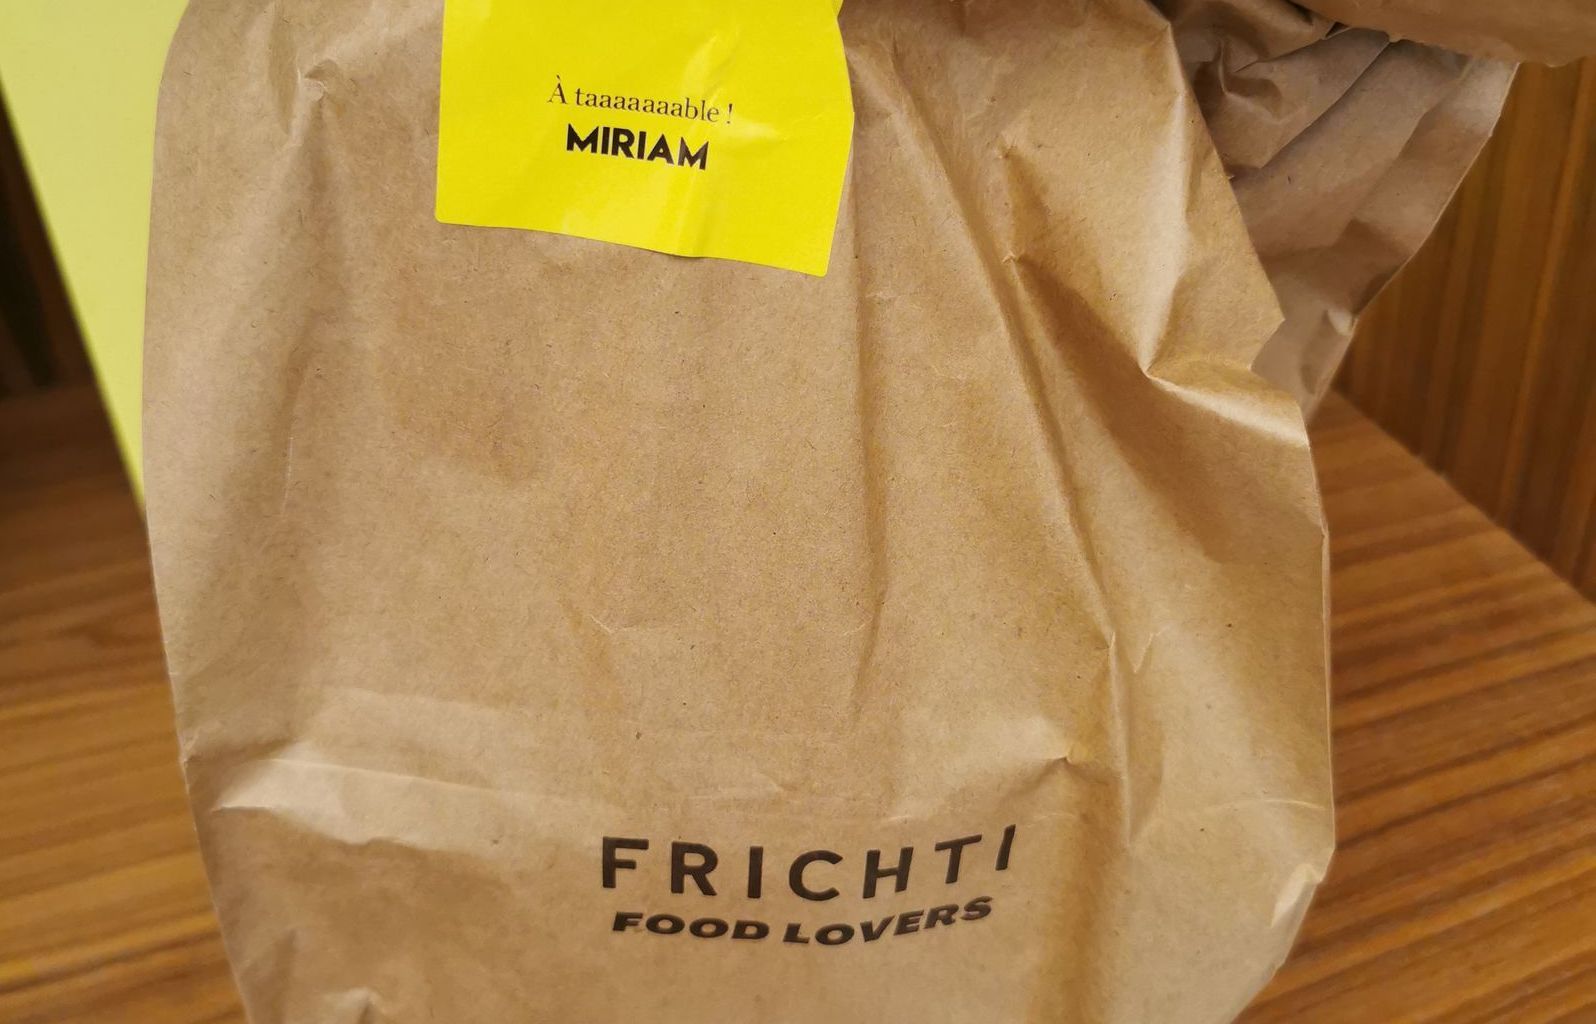 À taaaaaaable !
MIRIAM
FRICHTI
FOOD LOVERS